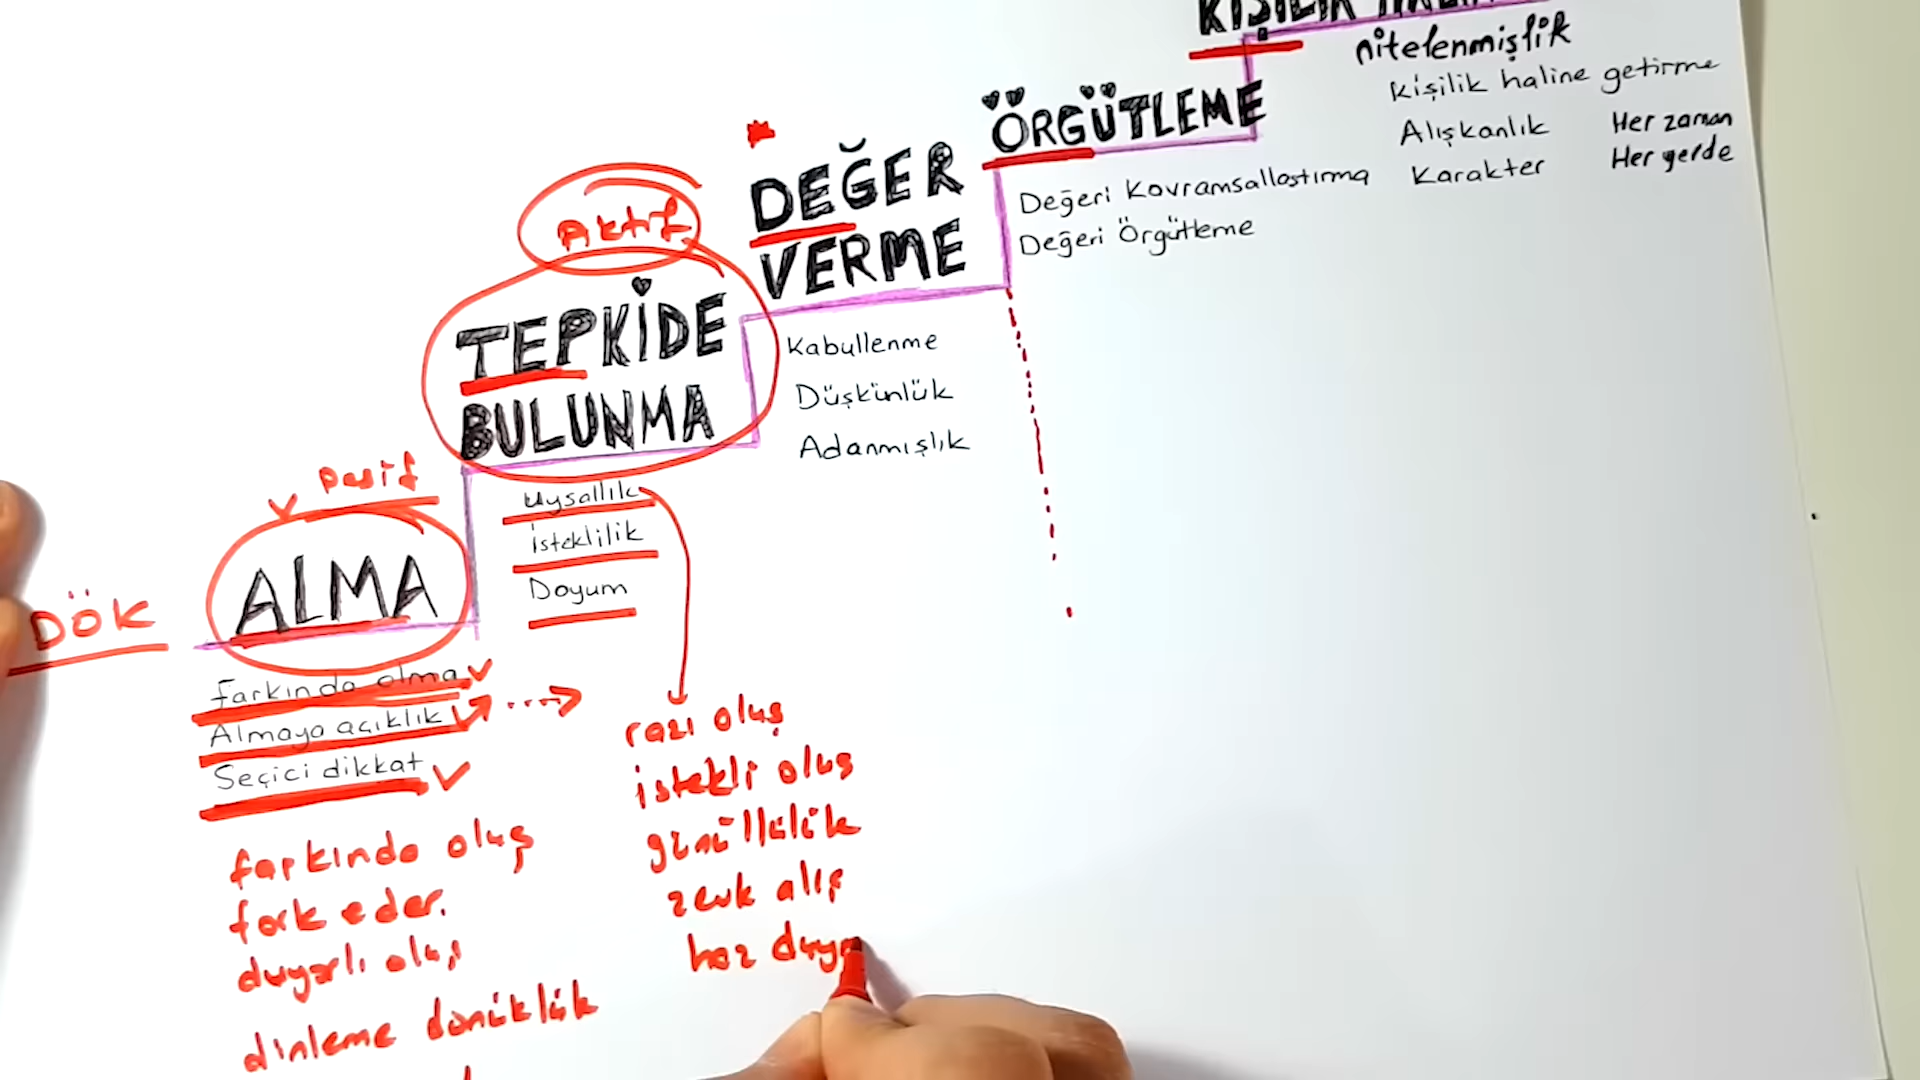 KİŞİLİK
nitelenmişlik
Kişilik haline getirme
Alışkanlık Her zaman
Karakter Her yerde
ÖRGÜTLEME
Değeri Kavramsallaştırma
Değeri Örgütleme
DEĞER
VERME
Kabullenme
Düşkünlük
Adanmışlık
Aktif
TEPKİDE
BULUNMA
Uysallık
İsteklilik
Doyum
razı oluş
istekli oluş
gönüllülük
zevk alış
haz duy
Pasif
ALMA
DÖK
farkında olma
Almaya açıklık
Seçici dikkat
farkında oluş
fark eder.
duyarlı oluş
dinleme dönüklük